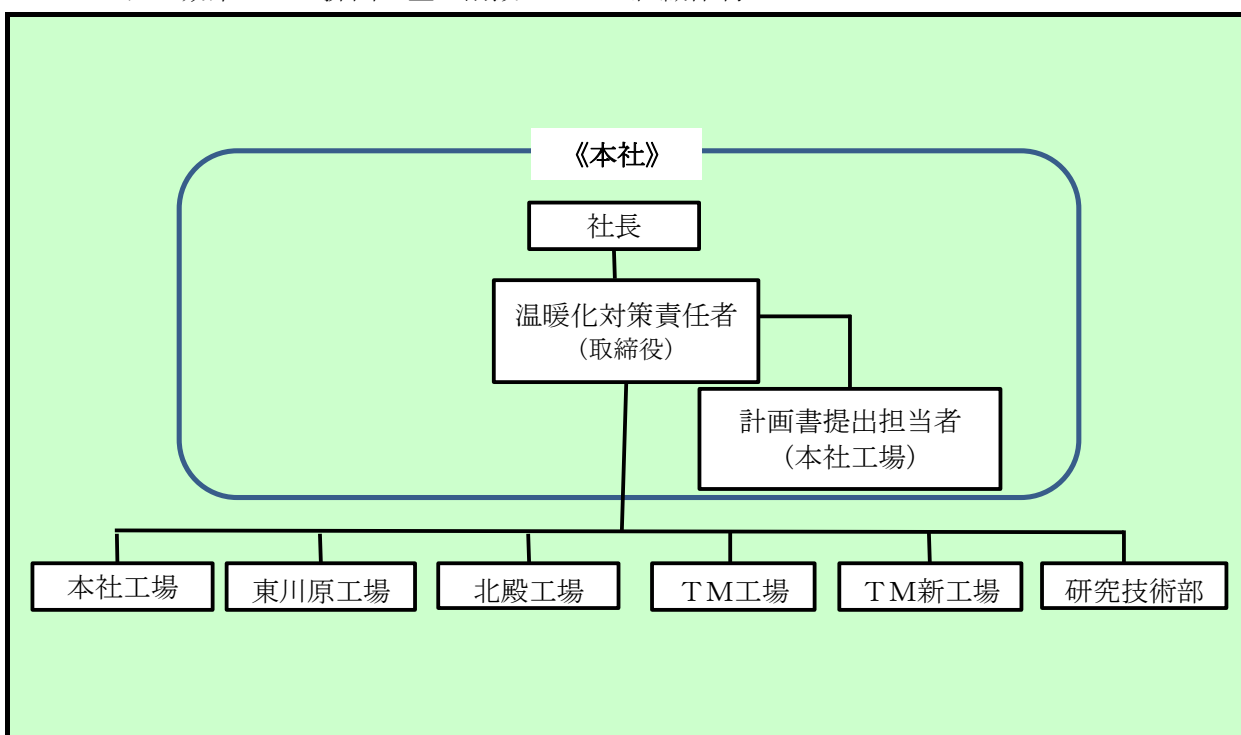 《本社》
社長
温暖化対策責任者
（取締役）
計画書提出担当者
（本社工場）
本社工場
東川原工場
北殿工場
ＴＭ工場
ＴＭ新工場
研究技術部